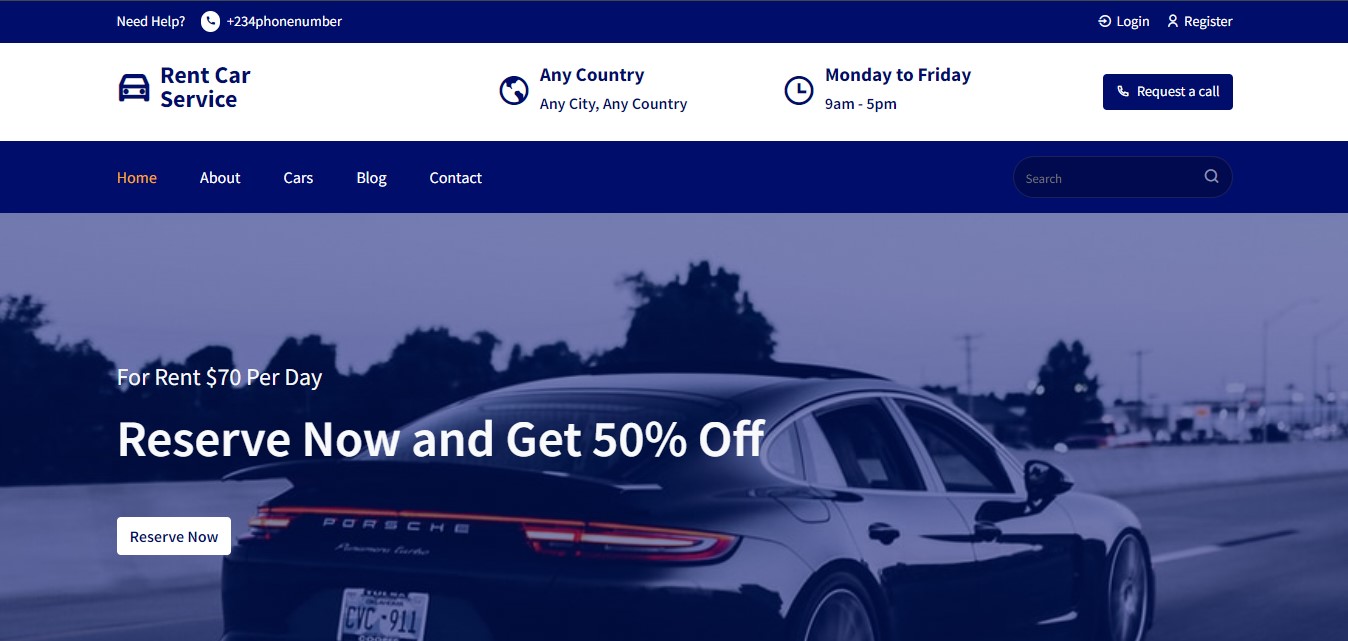 Need Help? +234phonenumber
Login Register
Rent Car
Service
Any Country
Any City, Any Country
Monday to Friday
9am - 5pm
Request a call
Home About Cars Blog Contact
Search
For Rent $70 Per Day
Reserve Now and Get 50% Off
Reserve Now
PORSCHE
Panamera turbo
TULSA
OKLAHOMA
CVC-911
COOPER